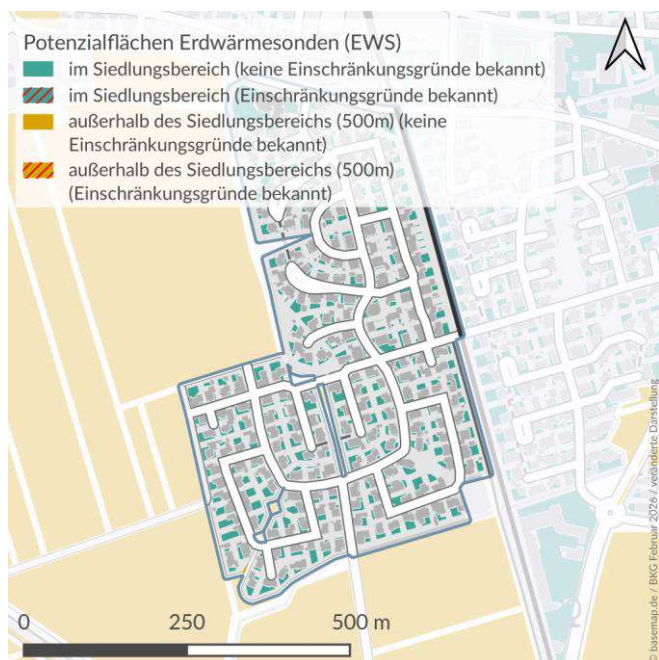 Potenzialflächen Erdwärmesonden (EWS)
im Siedlungsbereich (keine Einschränkungsgründe bekannt)
im Siedlungsbereich (Einschränkungsgründe bekannt)
außerhalb des Siedlungsbereichs (500m) (keine
Einschränkungsgründe bekannt)
außerhalb des Siedlungsbereichs (500m)
(Einschränkungsgründe bekannt)
0 250 500 m
© basemap.de / BKG Februar 2026 / veränderte Darstellung